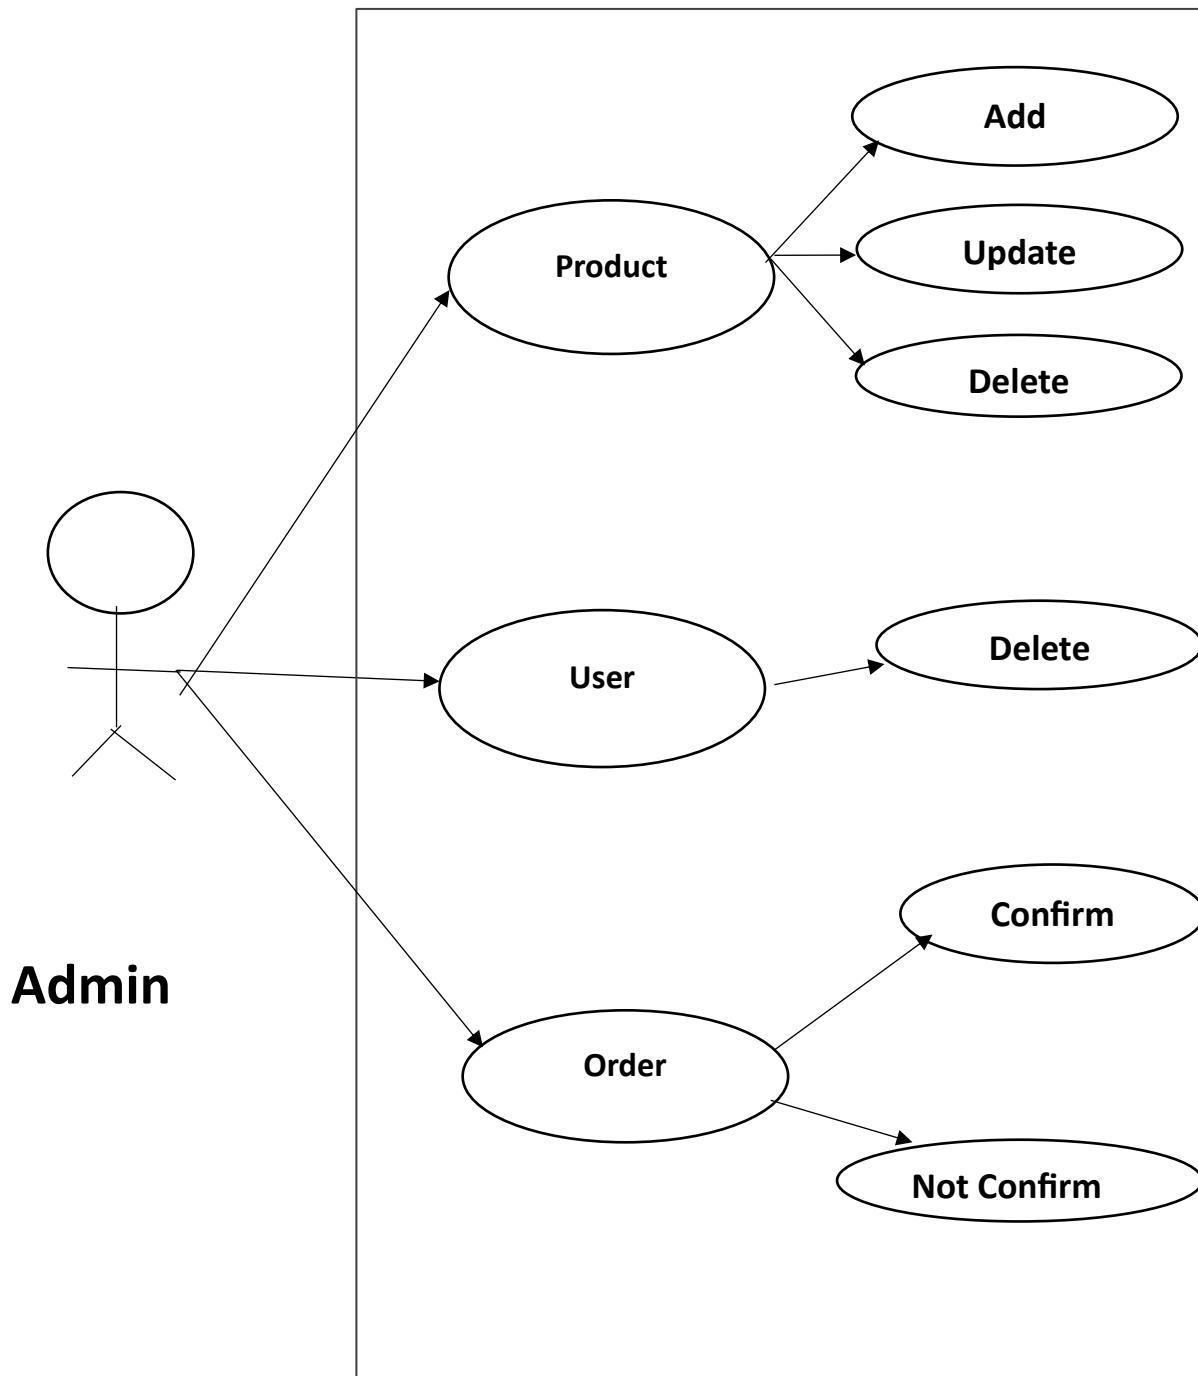 Add
Product
Update
Delete
User
Delete
Confirm
Admin
Order
Not Confirm